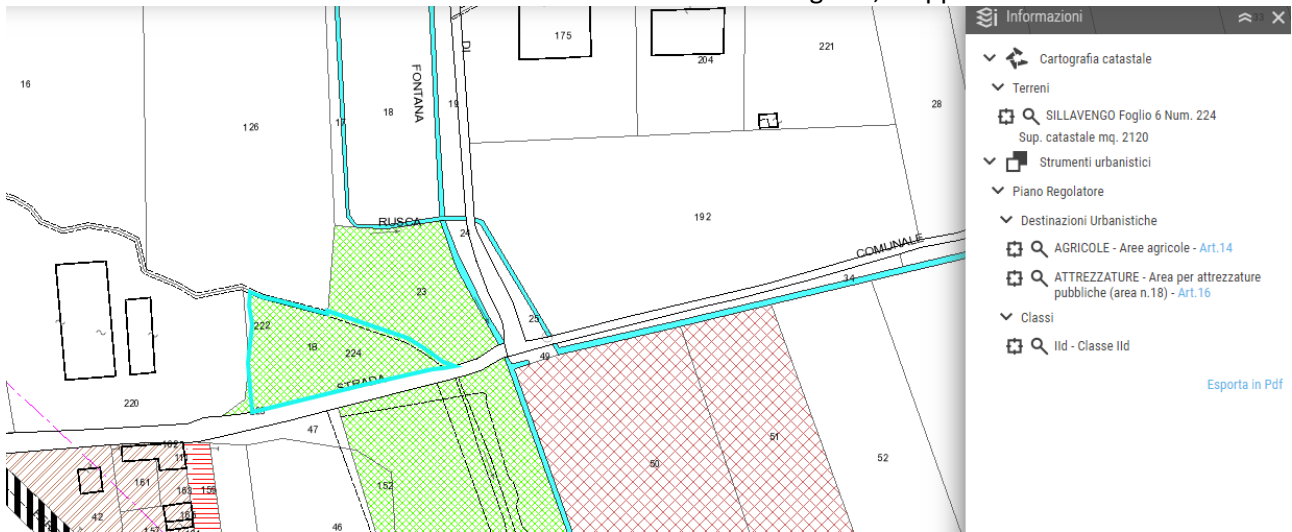 Informazioni
Cartografia catastale
Terreni
SILLAVENGO Foglio 6 Num. 224
Sup. catastale mq. 2120
Strumenti urbanistici
Piano Regolatore
Destinazioni Urbanistiche
AGRICOLE - Aree agricole - Art.14
ATTREZZATURE - Area per attrezzature
pubbliche (area n.18) - Art.16
Classi
IId - Classe IId
Esporta in Pdf
16
126
17
18
FONTANA
DI
19
175
204
221
28
RUSCA
24
192
COMUNALE
34
23
25
222
18
224
49
STRADA
220
47
50
51
52
152
46
42
161
163
159